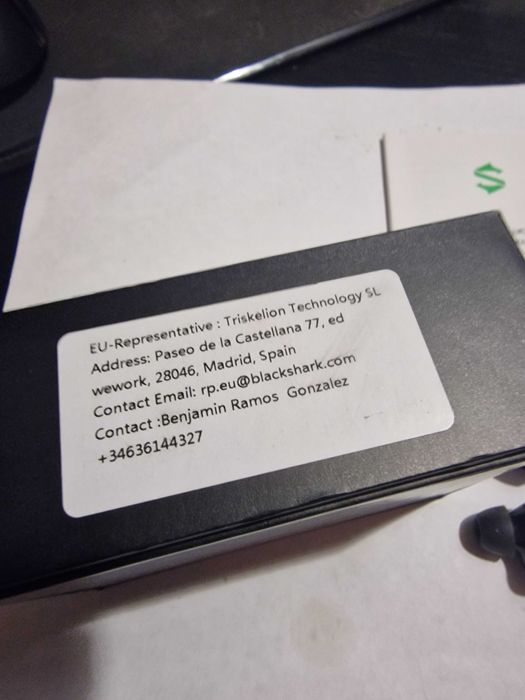 EU-Representative : Triskelion Technology SL
Address: Paseo de la Castellana 77, ed
wework, 28046, Madrid, Spain
Contact Email: rp.eu@blackshark.com
Contact :Benjamin Ramos  Gonzalez
+34636144327